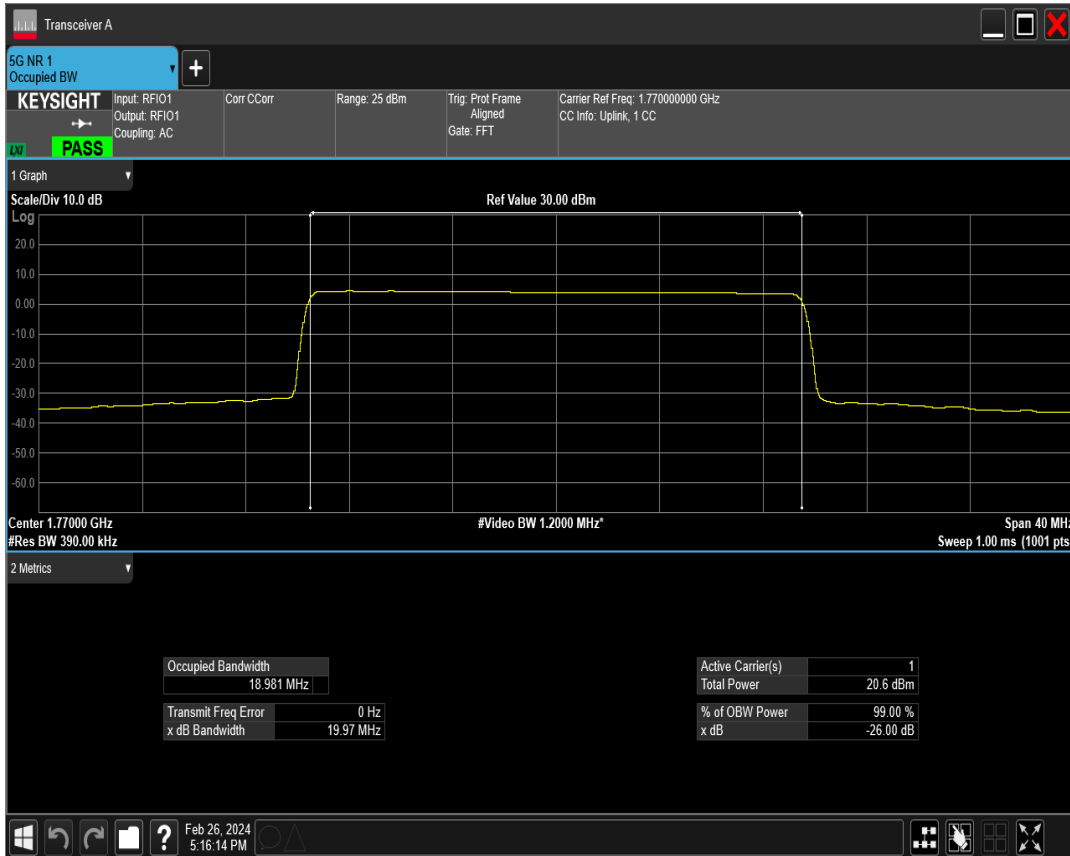 Transceiver A
5G NR 1
Occupied BW
KEYSIGHT
LXI
PASS
Input: RFIO1
Output: RFIO1
Coupling: AC
Corr CCorr
Range: 25 dBm
Trig: Prot Frame
Aligned
Gate: FFT
Carrier Ref Freq: 1.770000000 GHz
CC Info: Uplink, 1 CC
1 Graph
Scale/Div 10.0 dB
Ref Value 30.00 dBm
Log
20.0
10.0
0.00
-10.0
-20.0
-30.0
-40.0
-50.0
-60.0
Center 1.77000 GHz
#Video BW 1.2000 MHz*
Span 40 MHz
#Res BW 390.00 kHz
Sweep 1.00 ms (1001 pts
2 Metrics
Occupied Bandwidth
18.981 MHz
Transmit Freq Error 0 Hz
x dB Bandwidth 19.97 MHz
Active Carrier(s) 1
Total Power 20.6 dBm
% of OBW Power 99.00 %
x dB -26.00 dB
?
Feb 26, 2024
5:16:14 PM